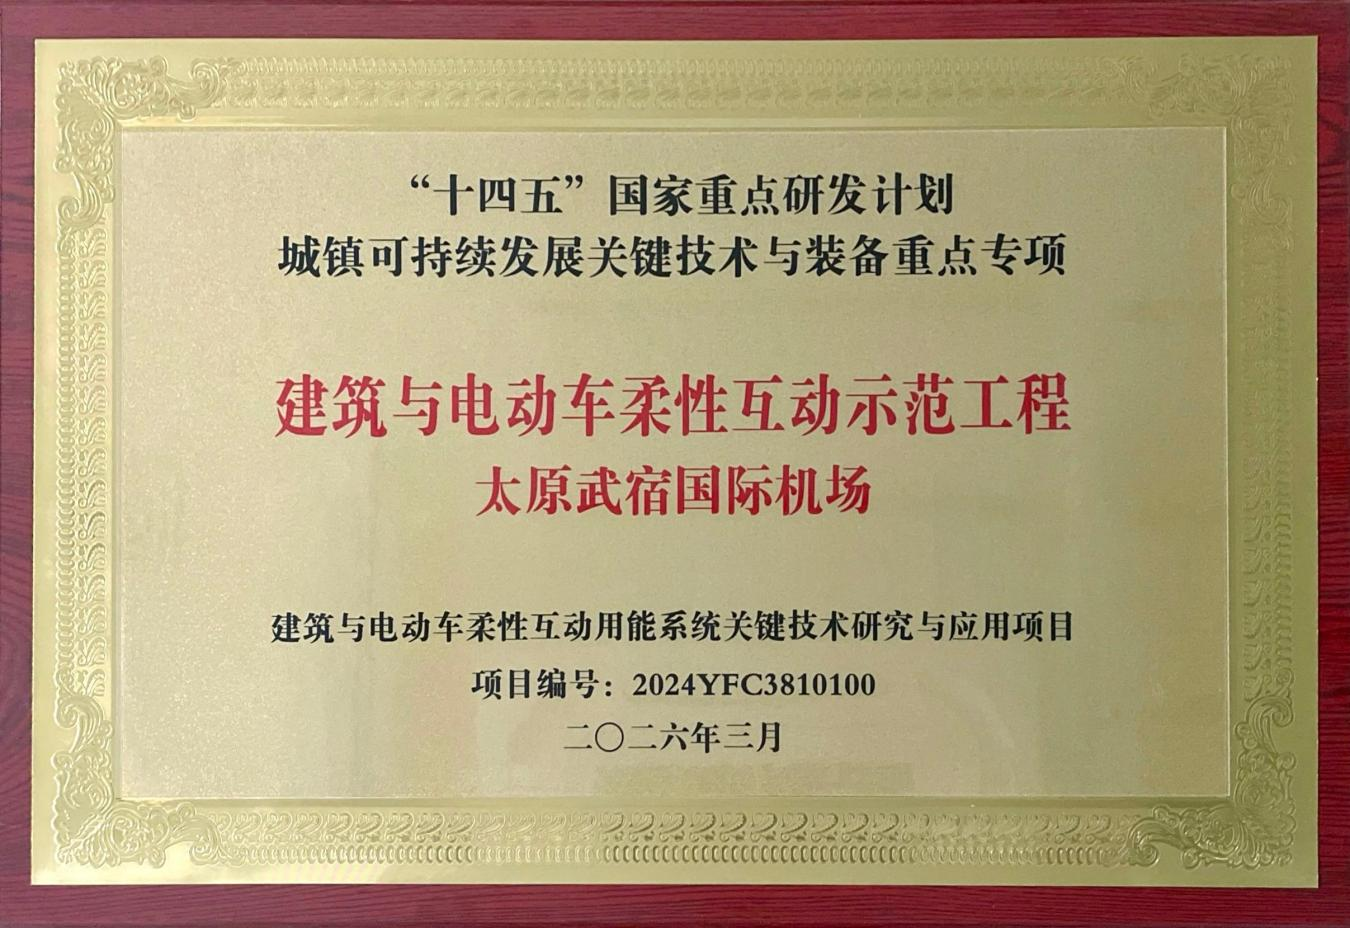 “十四五”国家重点研发计划
城镇可持续发展关键技术与装备重点专项
建筑与电动车柔性互动示范工程
太原武宿国际机场
建筑与电动车柔性互动用能系统关键技术研究与应用项目
项目编号：2024YFC3810100
二〇二六年三月